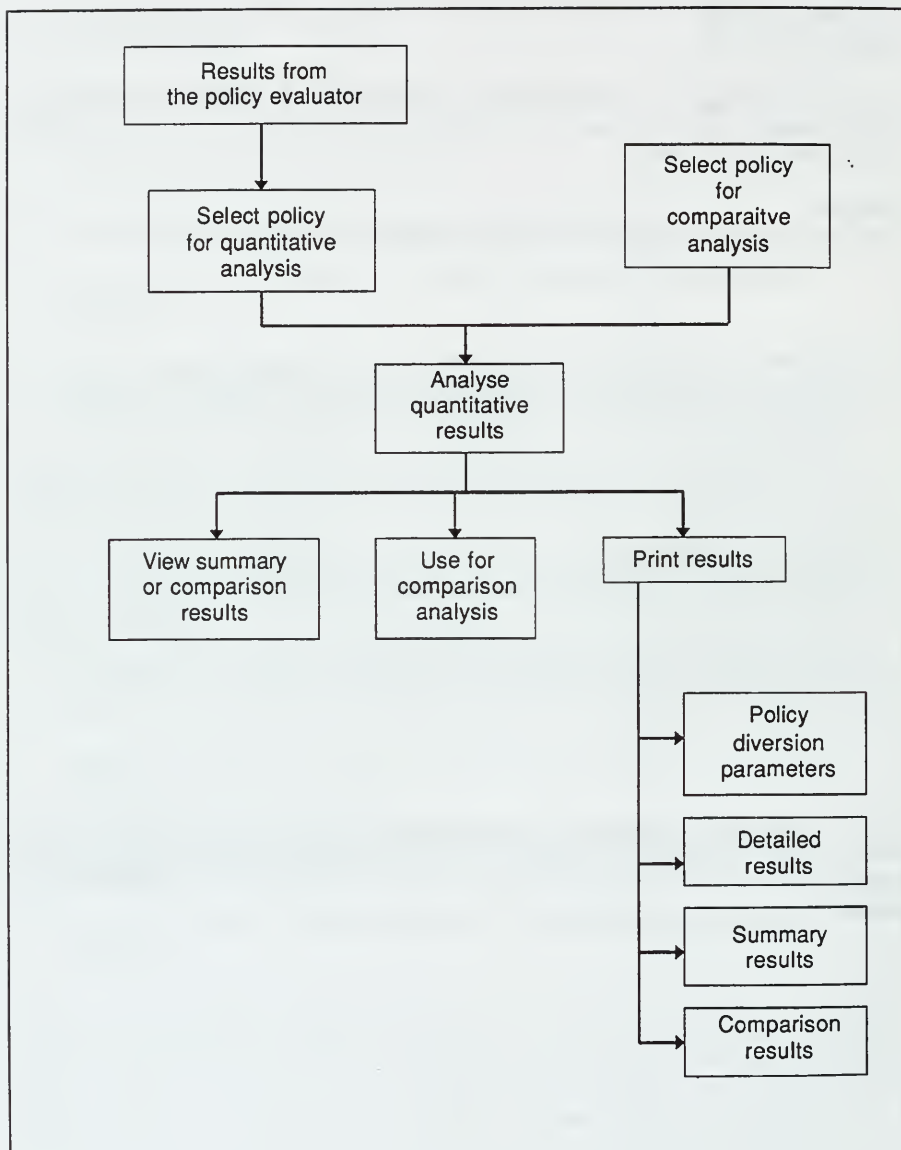 Results from
the policy evaluator
Select policy
for
comparaitve
analysis
Select policy
for quantitative
analysis
Analyse
quantitative
results
View summary
or comparison
results
Use for
comparison
analysis
Print results
Policy
diversion
parameters
Detailed
results
Summary
results
Comparison
results